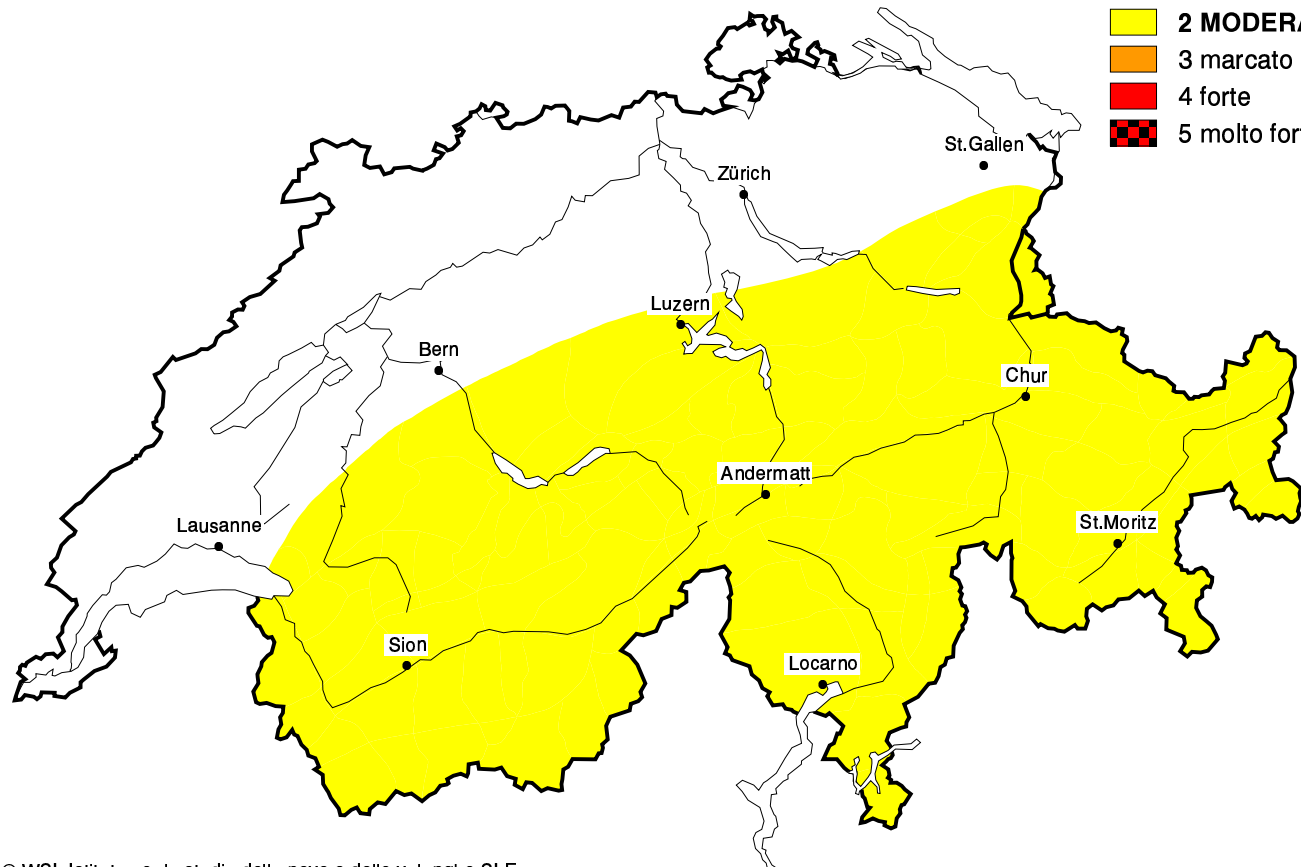 2 MODERA
3 marcato
4 forte
5 molto for
St.Gallen
Zürich
Luzern
Bern
Chur
Andermatt
Lausanne
St.Moritz
Sion
Locarno